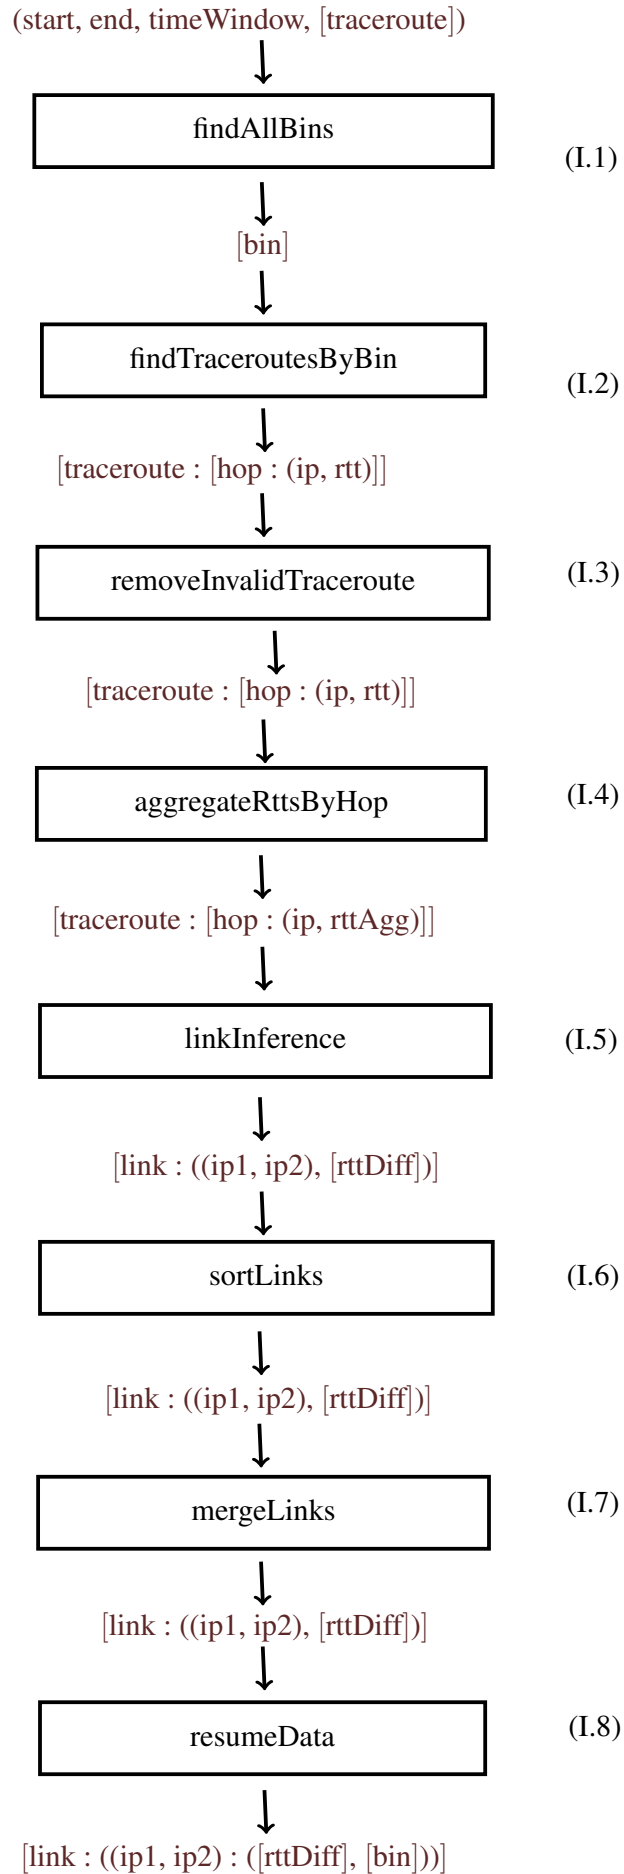 (start, end, timeWindow, [traceroute])
findAllBins
(I.1)
[bin]
findTraceroutesByBin
(I.2)
[traceroute : [hop : (ip, rtt)]]
removeInvalidTraceroute
(I.3)
[traceroute : [hop : (ip, rtt)]]
aggregateRttsByHop
(I.4)
[traceroute : [hop : (ip, rttAgg)]]
linkInference
(I.5)
[link : ((ip1, ip2), [rttDiff])]
sortLinks
(I.6)
[link : ((ip1, ip2), [rttDiff])]
mergeLinks
(I.7)
[link : ((ip1, ip2), [rttDiff])]
resumeData
(I.8)
[link : ((ip1, ip2) : ([rttDiff], [bin]))]